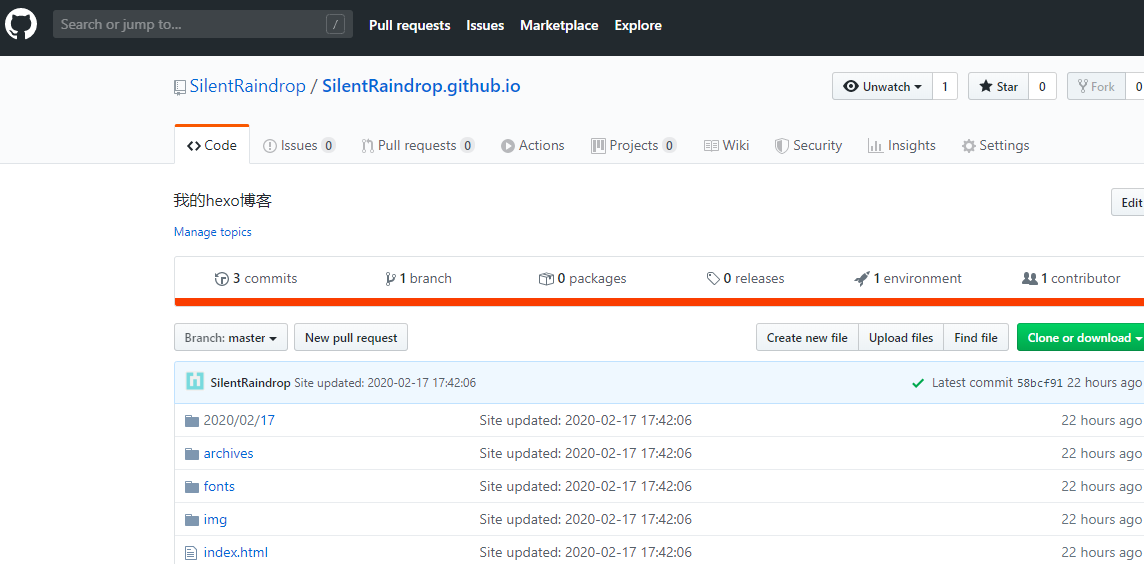 Search or jump to... / Pull requests Issues Marketplace Explore
SilentRaindrop / SilentRaindrop.github.io Unwatch 1 Star 0 Fork 0
Code Issues 0 Pull requests 0 Actions Projects 0 Wiki Security Insights Settings
我的hexo博客 Edit
Manage topics
3 commits 1 branch 0 packages 0 releases 1 environment 1 contributor
Branch: master New pull request Create new file Upload files Find file Clone or download
SilentRaindrop Site updated: 2020-02-17 17:42:06 Latest commit 58bcf91 22 hours ago
2020/02/17 Site updated: 2020-02-17 17:42:06 22 hours ago
archives Site updated: 2020-02-17 17:42:06 22 hours ago
fonts Site updated: 2020-02-17 17:42:06 22 hours ago
img Site updated: 2020-02-17 17:42:06 22 hours ago
index.html Site updated: 2020-02-17 17:42:06 22 hours ago